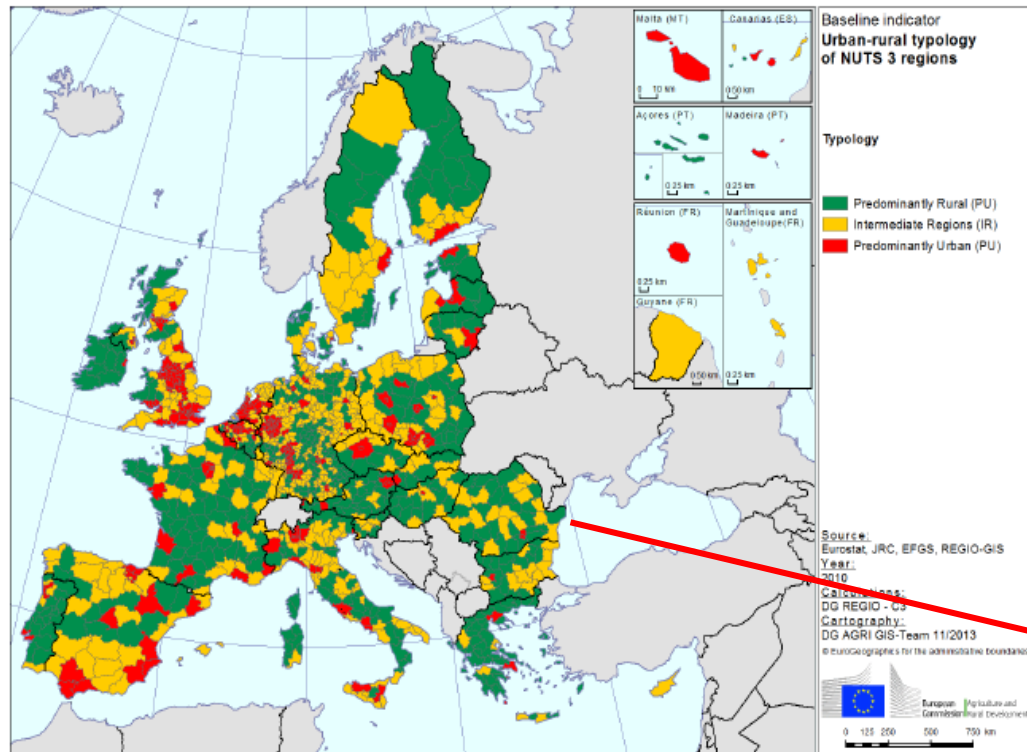 Malta (MT)
0 10 km
Canarias (ES)
0 50 km
Açores (PT)
0 25 km
Madeira (PT)
0 25 km
Réunion (FR)
0 25 km
Martinique and
Guadeloupe(FR)
0 25 km
Guyane (FR)
0 50 km
Baseline indicator
Urban-rural typology
of NUTS 3 regions
Typology
Predominantly Rural (PU)
Intermediate Regions (IR)
Predominantly Urban (PU)
Source:
Eurostat, JRC, EFGS, REGIO-GIS
Year:
2010
Calculations:
DG REGIO - C3
Cartography:
DG AGRI GIS-Team 11/2013
© EuroGeographics for the administrative boundaries
European
Commission
Agriculture and
Rural Development
0 125 250 500 750 km